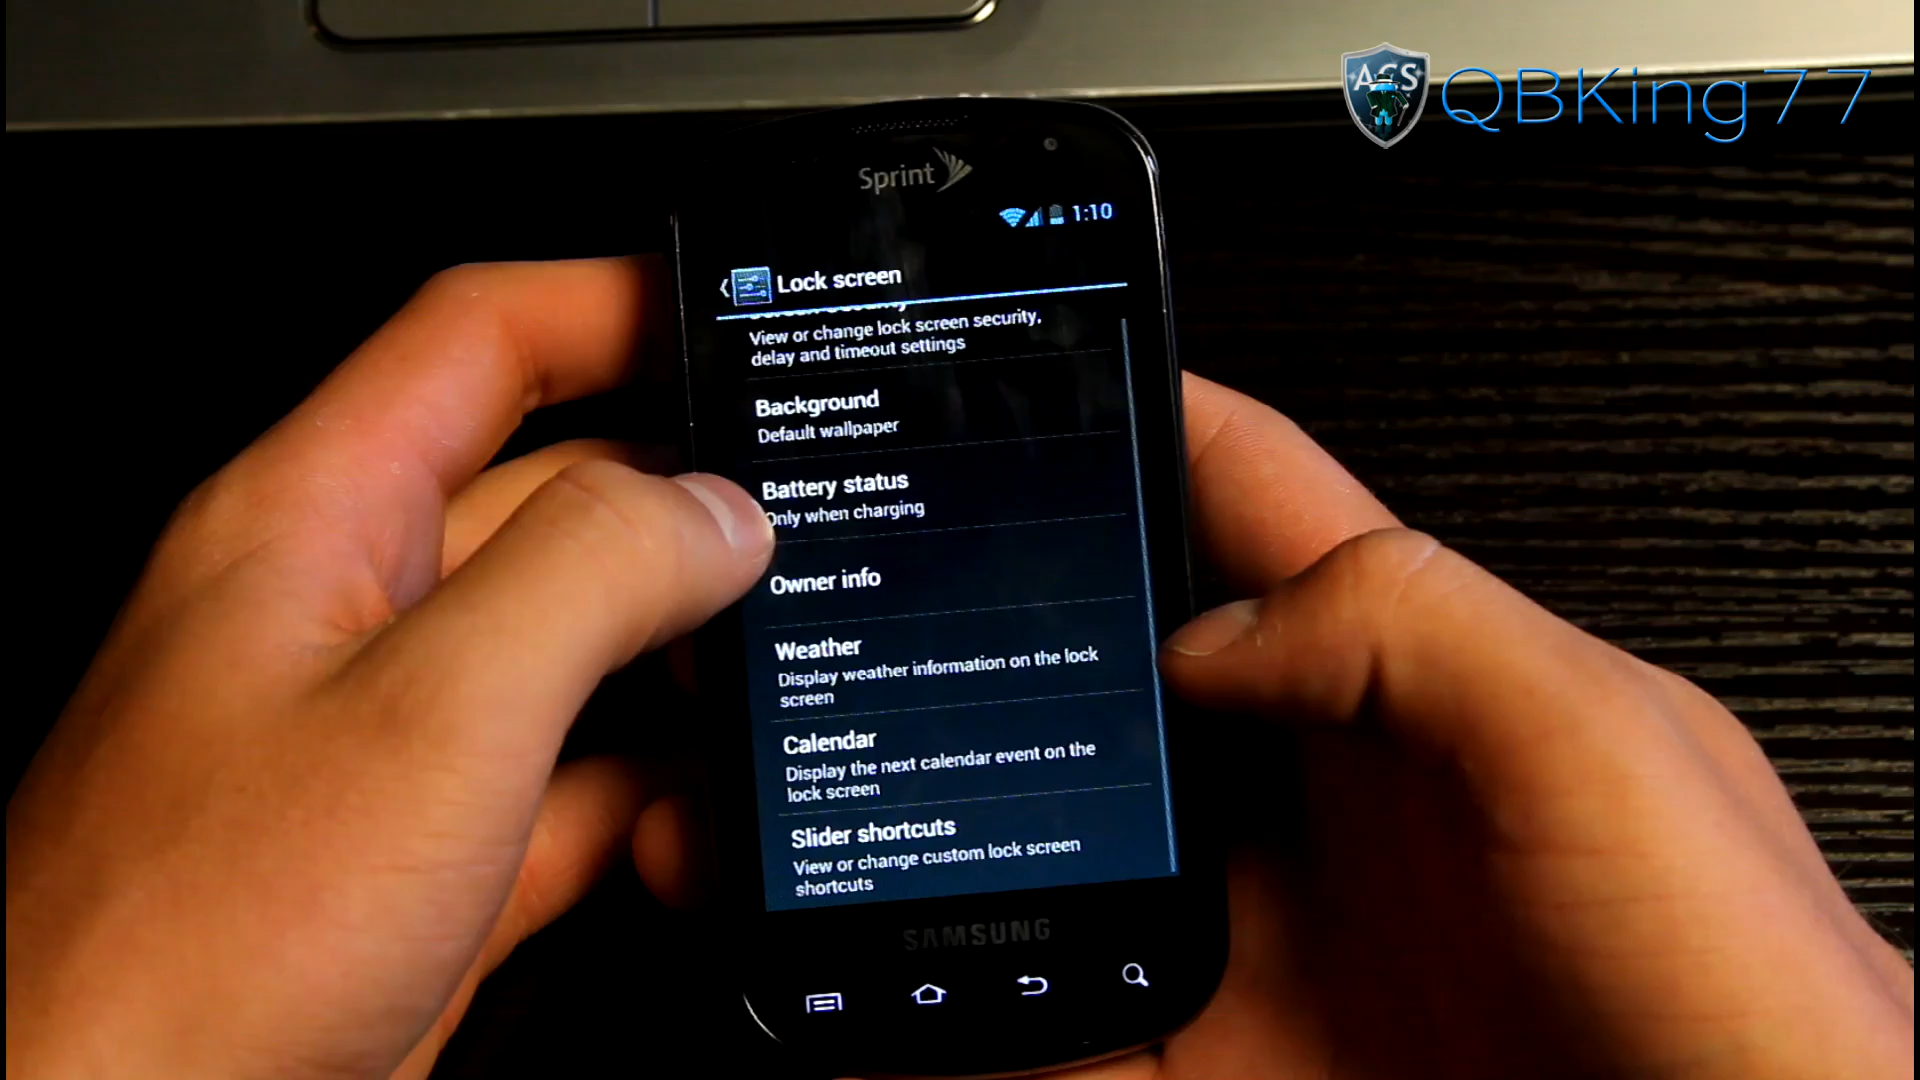 ACS
QBKing77
Sprint
1:10
Lock screen
View or change lock screen security,
delay and timeout settings
Background
Default wallpaper
Battery status
Only when charging
Owner info
Weather
Display weather information on the lock
screen
Calendar
Display the next calendar event on the
lock screen
Slider shortcuts
View or change custom lock screen
shortcuts
SAMSUNG